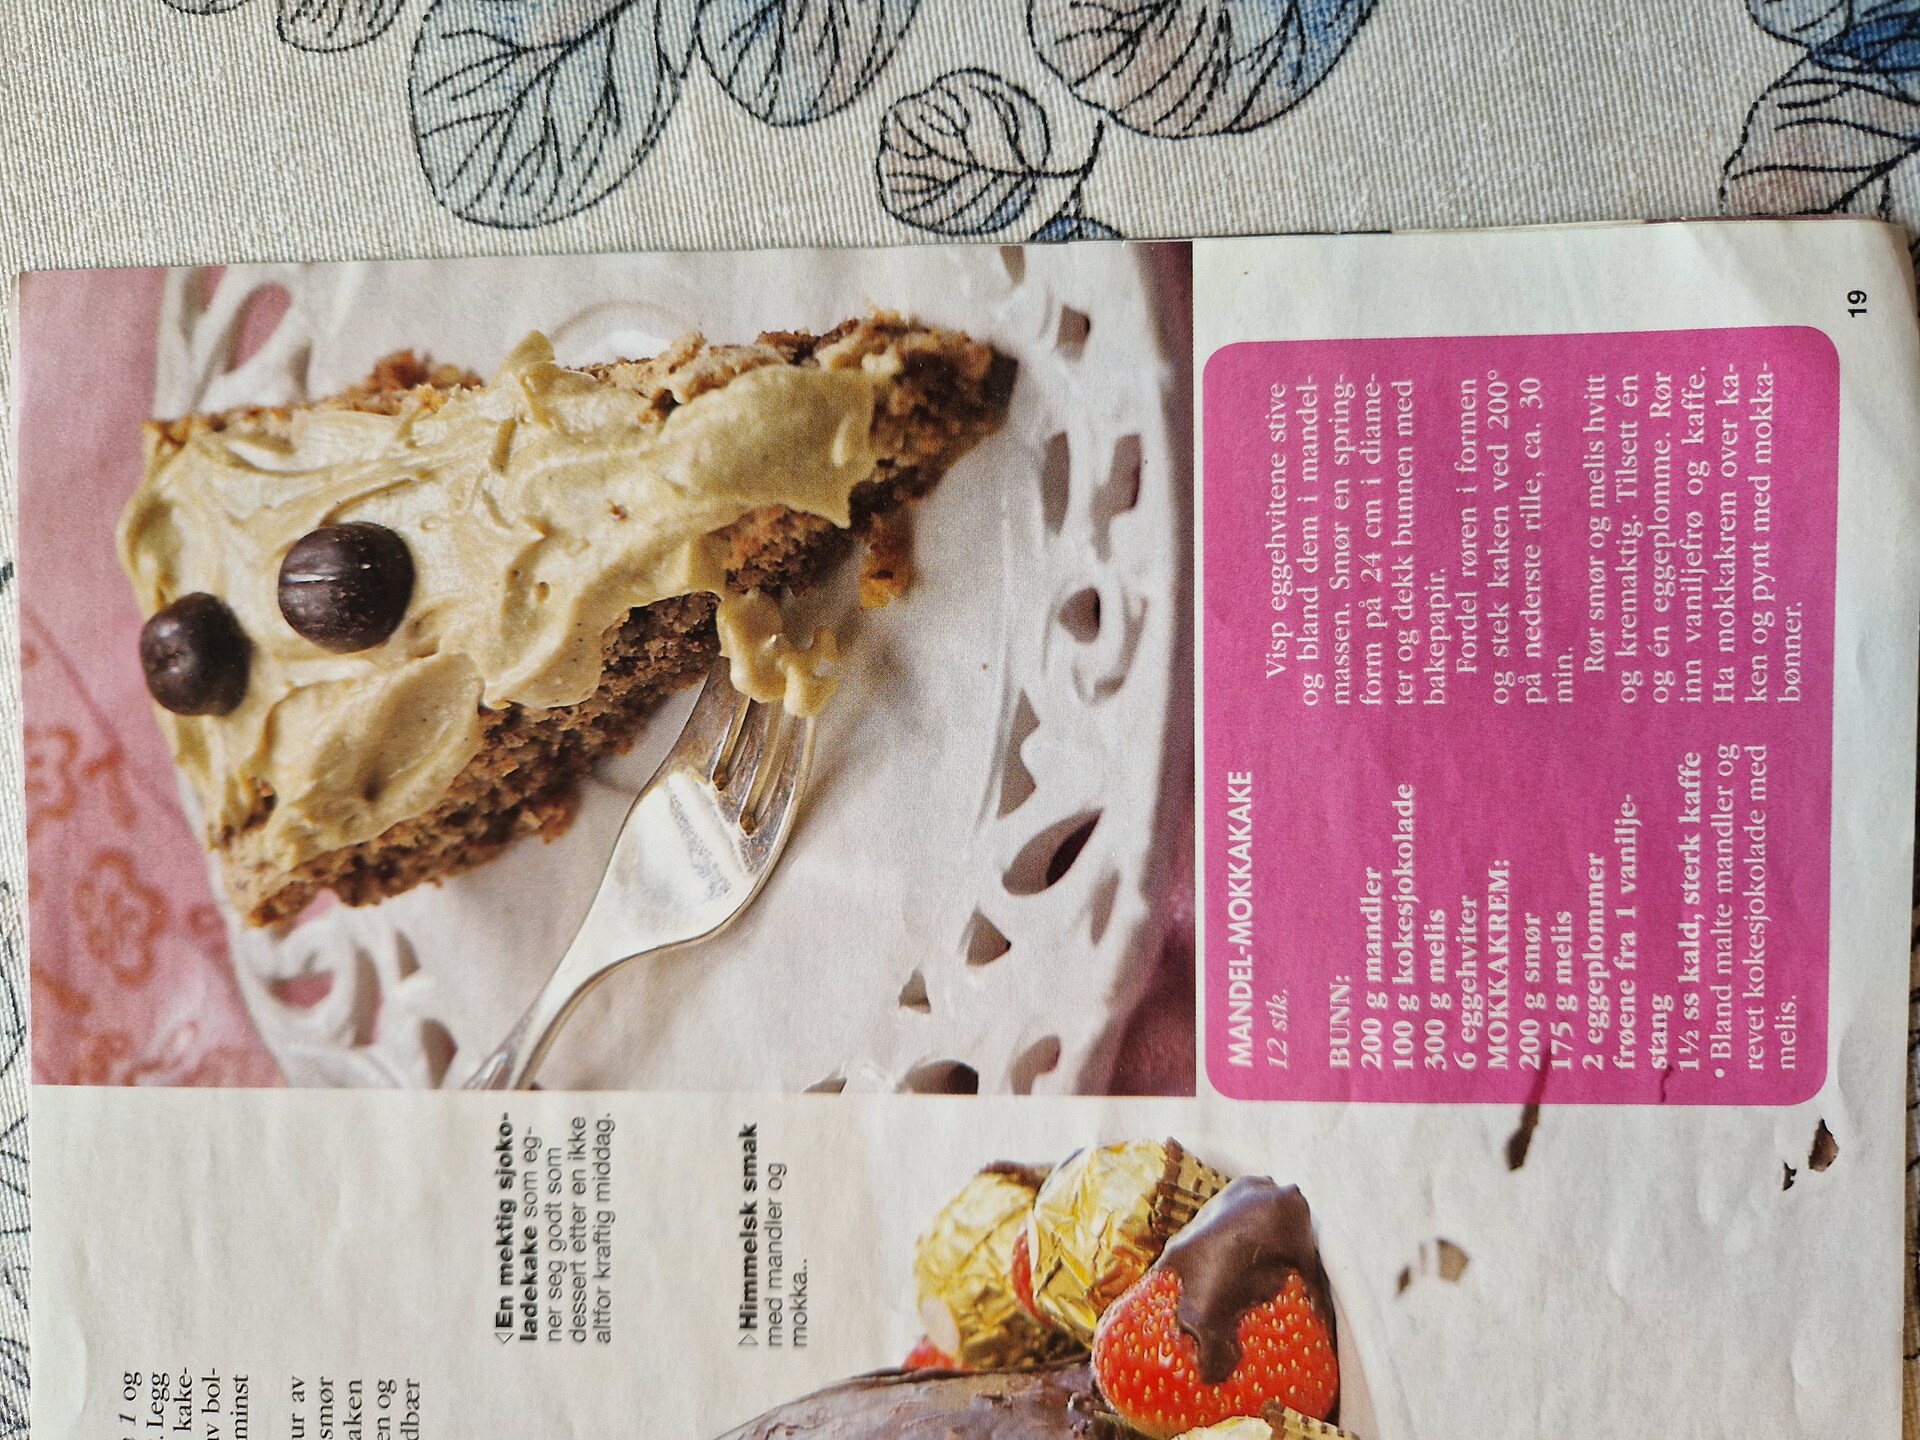 1 og
. Legg
kake-
av bol-
minst
ur av
smør
aken
en og
dbær
◁En mektig sjoko-
ladekake som eg-
ner seg godt som
dessert etter en ikke
altfor kraftig middag.
▷Himmelsk smak
med mandler og
mokka..
MANDEL-MOKKAKAKE
12 stk.
BUNN:
200 g mandler
100 g kokesjokolade
300 g melis
6 eggehviter
MOKKAKREM:
200 g smør
175 g melis
2 eggeplommer
frøene fra 1 vanilje-
stang
1½ ss kald, sterk kaffe
• Bland malte mandler og
revet kokesjokolade med
melis.
Visp eggehvitene stive
og bland dem i mandel-
massen. Smør en spring-
form på 24 cm i diame-
ter og dekk bunnen med
bakepapir.
Fordel røren i formen
og stek kaken ved 200°
på nederste rille, ca. 30
min.
Rør smør og melis hvitt
og kremaktig. Tilsett én
og én eggeplomme. Rør
inn vaniljefrø og kaffe.
Ha mokkakrem over ka-
ken og pynt med mokka-
bønner.
19